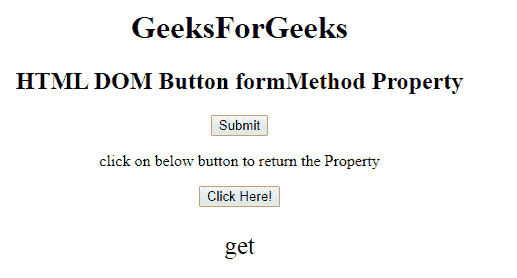 GeeksForGeeks
HTML DOM Button formMethod Property
Submit
click on below button to return the Property
Click Here!
get